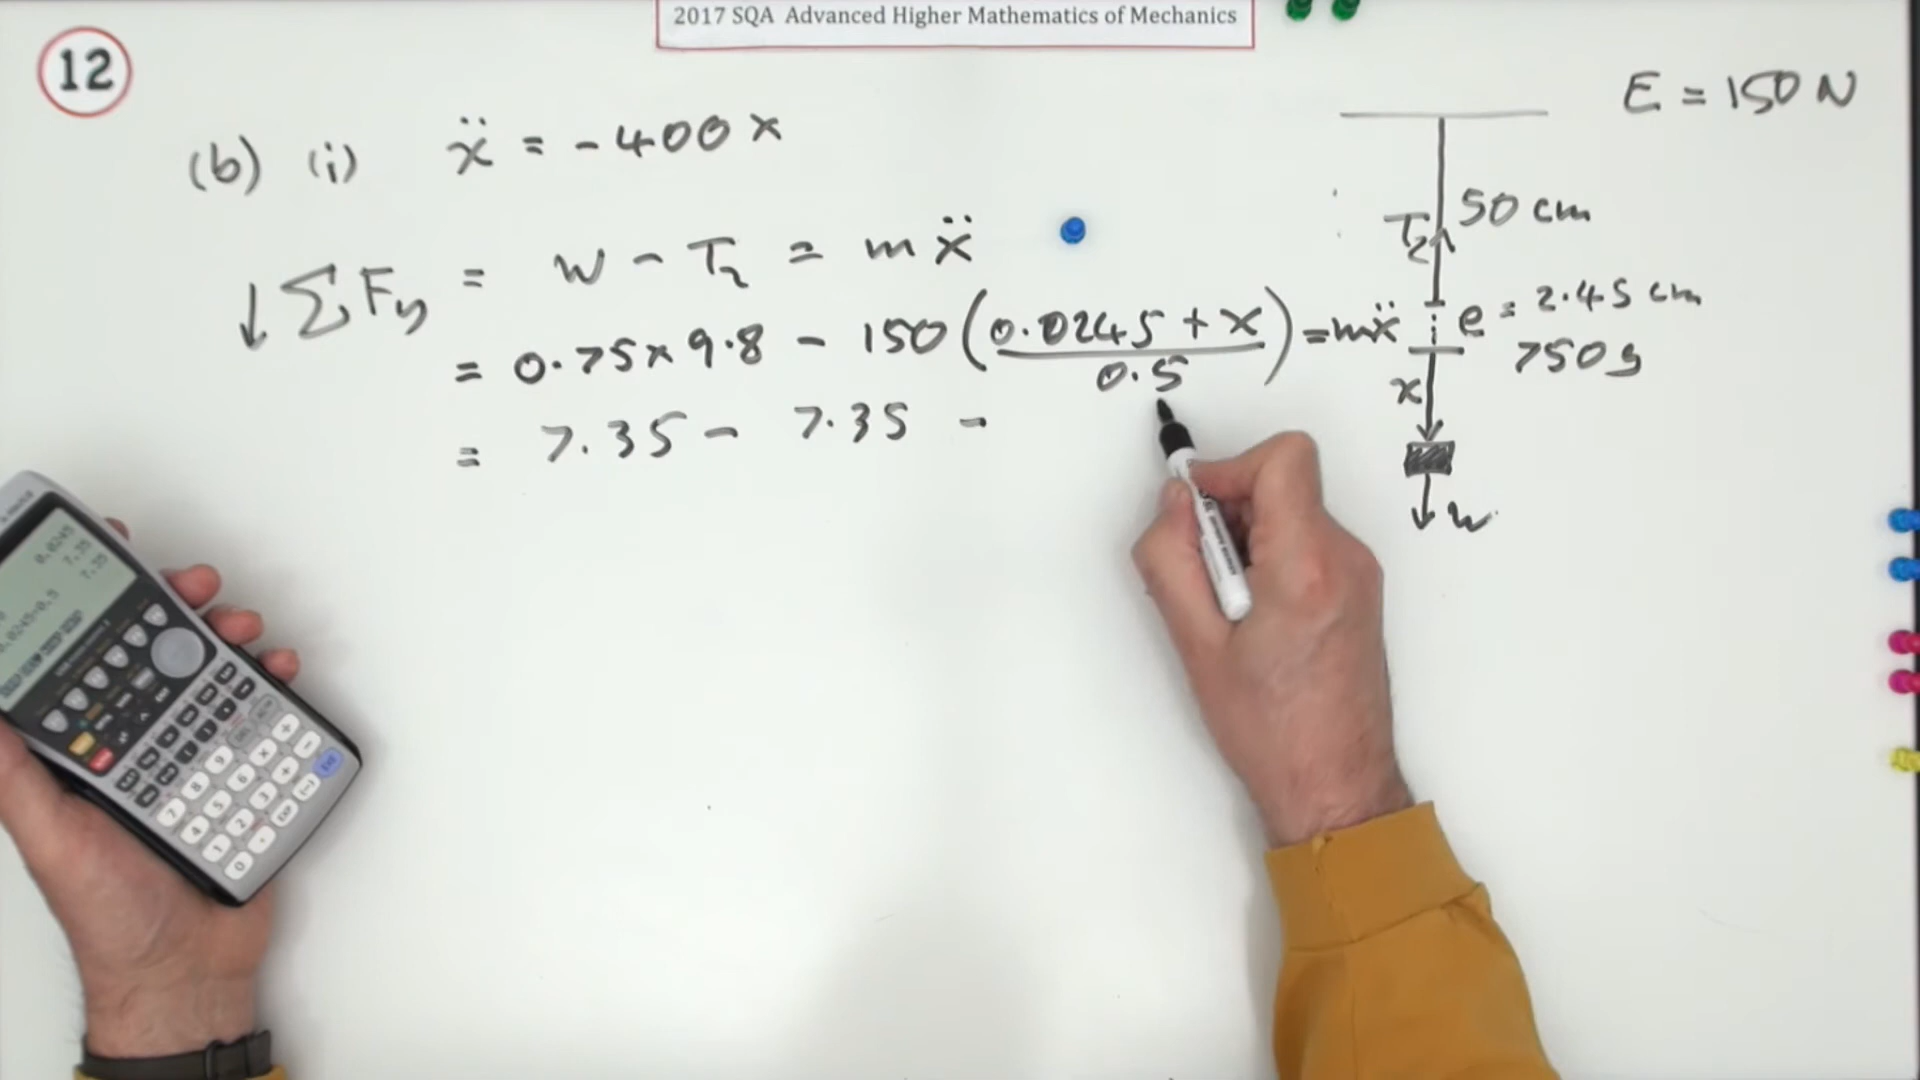 2017 SQA Advanced Higher Mathematics of Mechanics
12
E = 150 N
(b) (i) ẍ = -400x
↓ΣFy = w - T₂ = mẍ
= 0.75×9.8 - 150(0.0245 + x / 0.5) = mẍ
= 7.35 - 7.35 -
T₂ 50 cm
e = 2.45 cm
750g
x
w